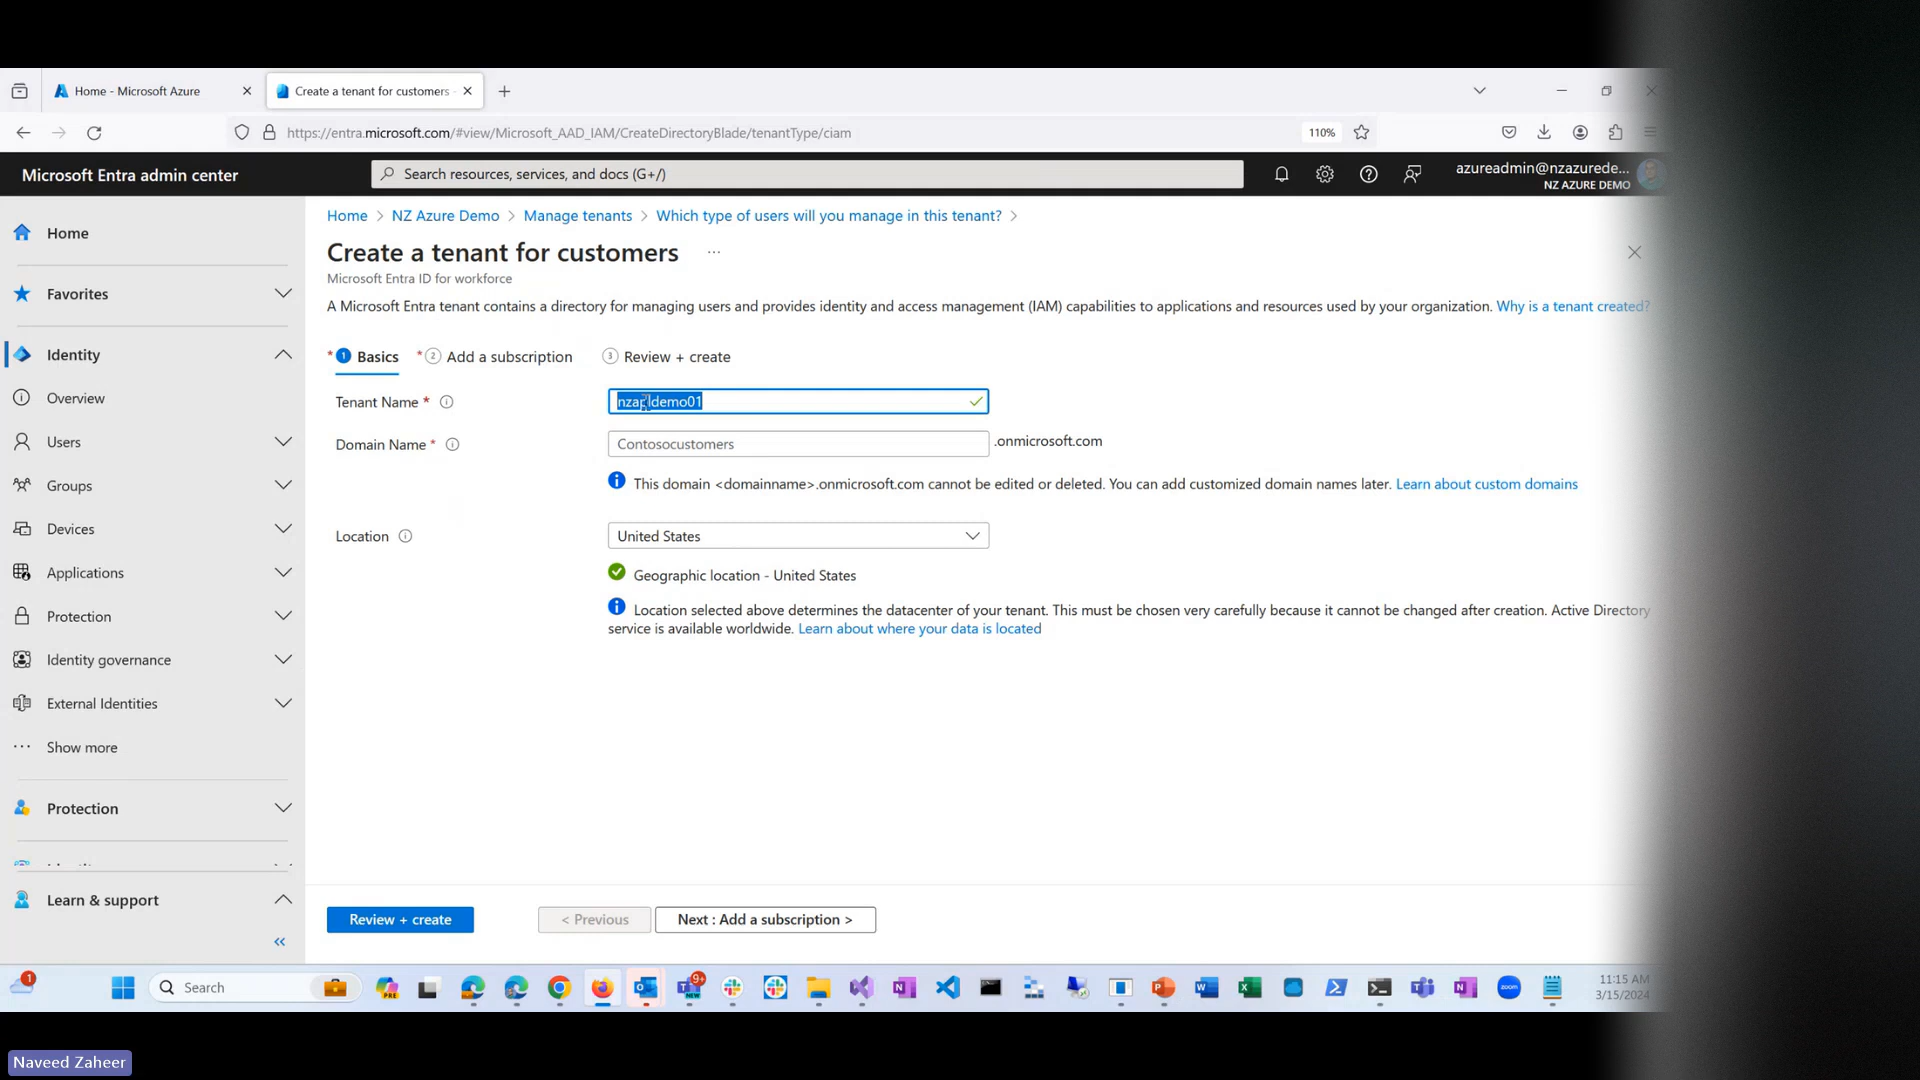 Home - Microsoft Azure
Create a tenant for customers -
https://entra.microsoft.com/#view/Microsoft_AAD_IAM/CreateDirectoryBlade/tenantType/ciam
110%
Microsoft Entra admin center
Search resources, services, and docs (G+/)
azureadmin@nzazurede...
NZ AZURE DEMO
Home > NZ Azure Demo > Manage tenants > Which type of users will you manage in this tenant? >
Create a tenant for customers ...
Microsoft Entra ID for workforce
A Microsoft Entra tenant contains a directory for managing users and provides identity and access management (IAM) capabilities to applications and resources used by your organization. Why is a tenant created?
* 1 Basics * 2 Add a subscription 3 Review + create
Tenant Name *
nzapidemo01
Domain Name *
Contosocustomers
.onmicrosoft.com
This domain <domainname>.onmicrosoft.com cannot be edited or deleted. You can add customized domain names later. Learn about custom domains
Location
United States
Geographic location - United States
Location selected above determines the datacenter of your tenant. This must be chosen very carefully because it cannot be changed after creation. Active Directory
service is available worldwide. Learn about where your data is located
Home
Favorites
Identity
Overview
Users
Groups
Devices
Applications
Protection
Identity governance
External Identities
... Show more
Protection
Learn & support
Review + create
< Previous
Next : Add a subscription >
1
Search
PRE
9+
NEW
zoom
11:15 AM
3/15/2024
Naveed Zaheer